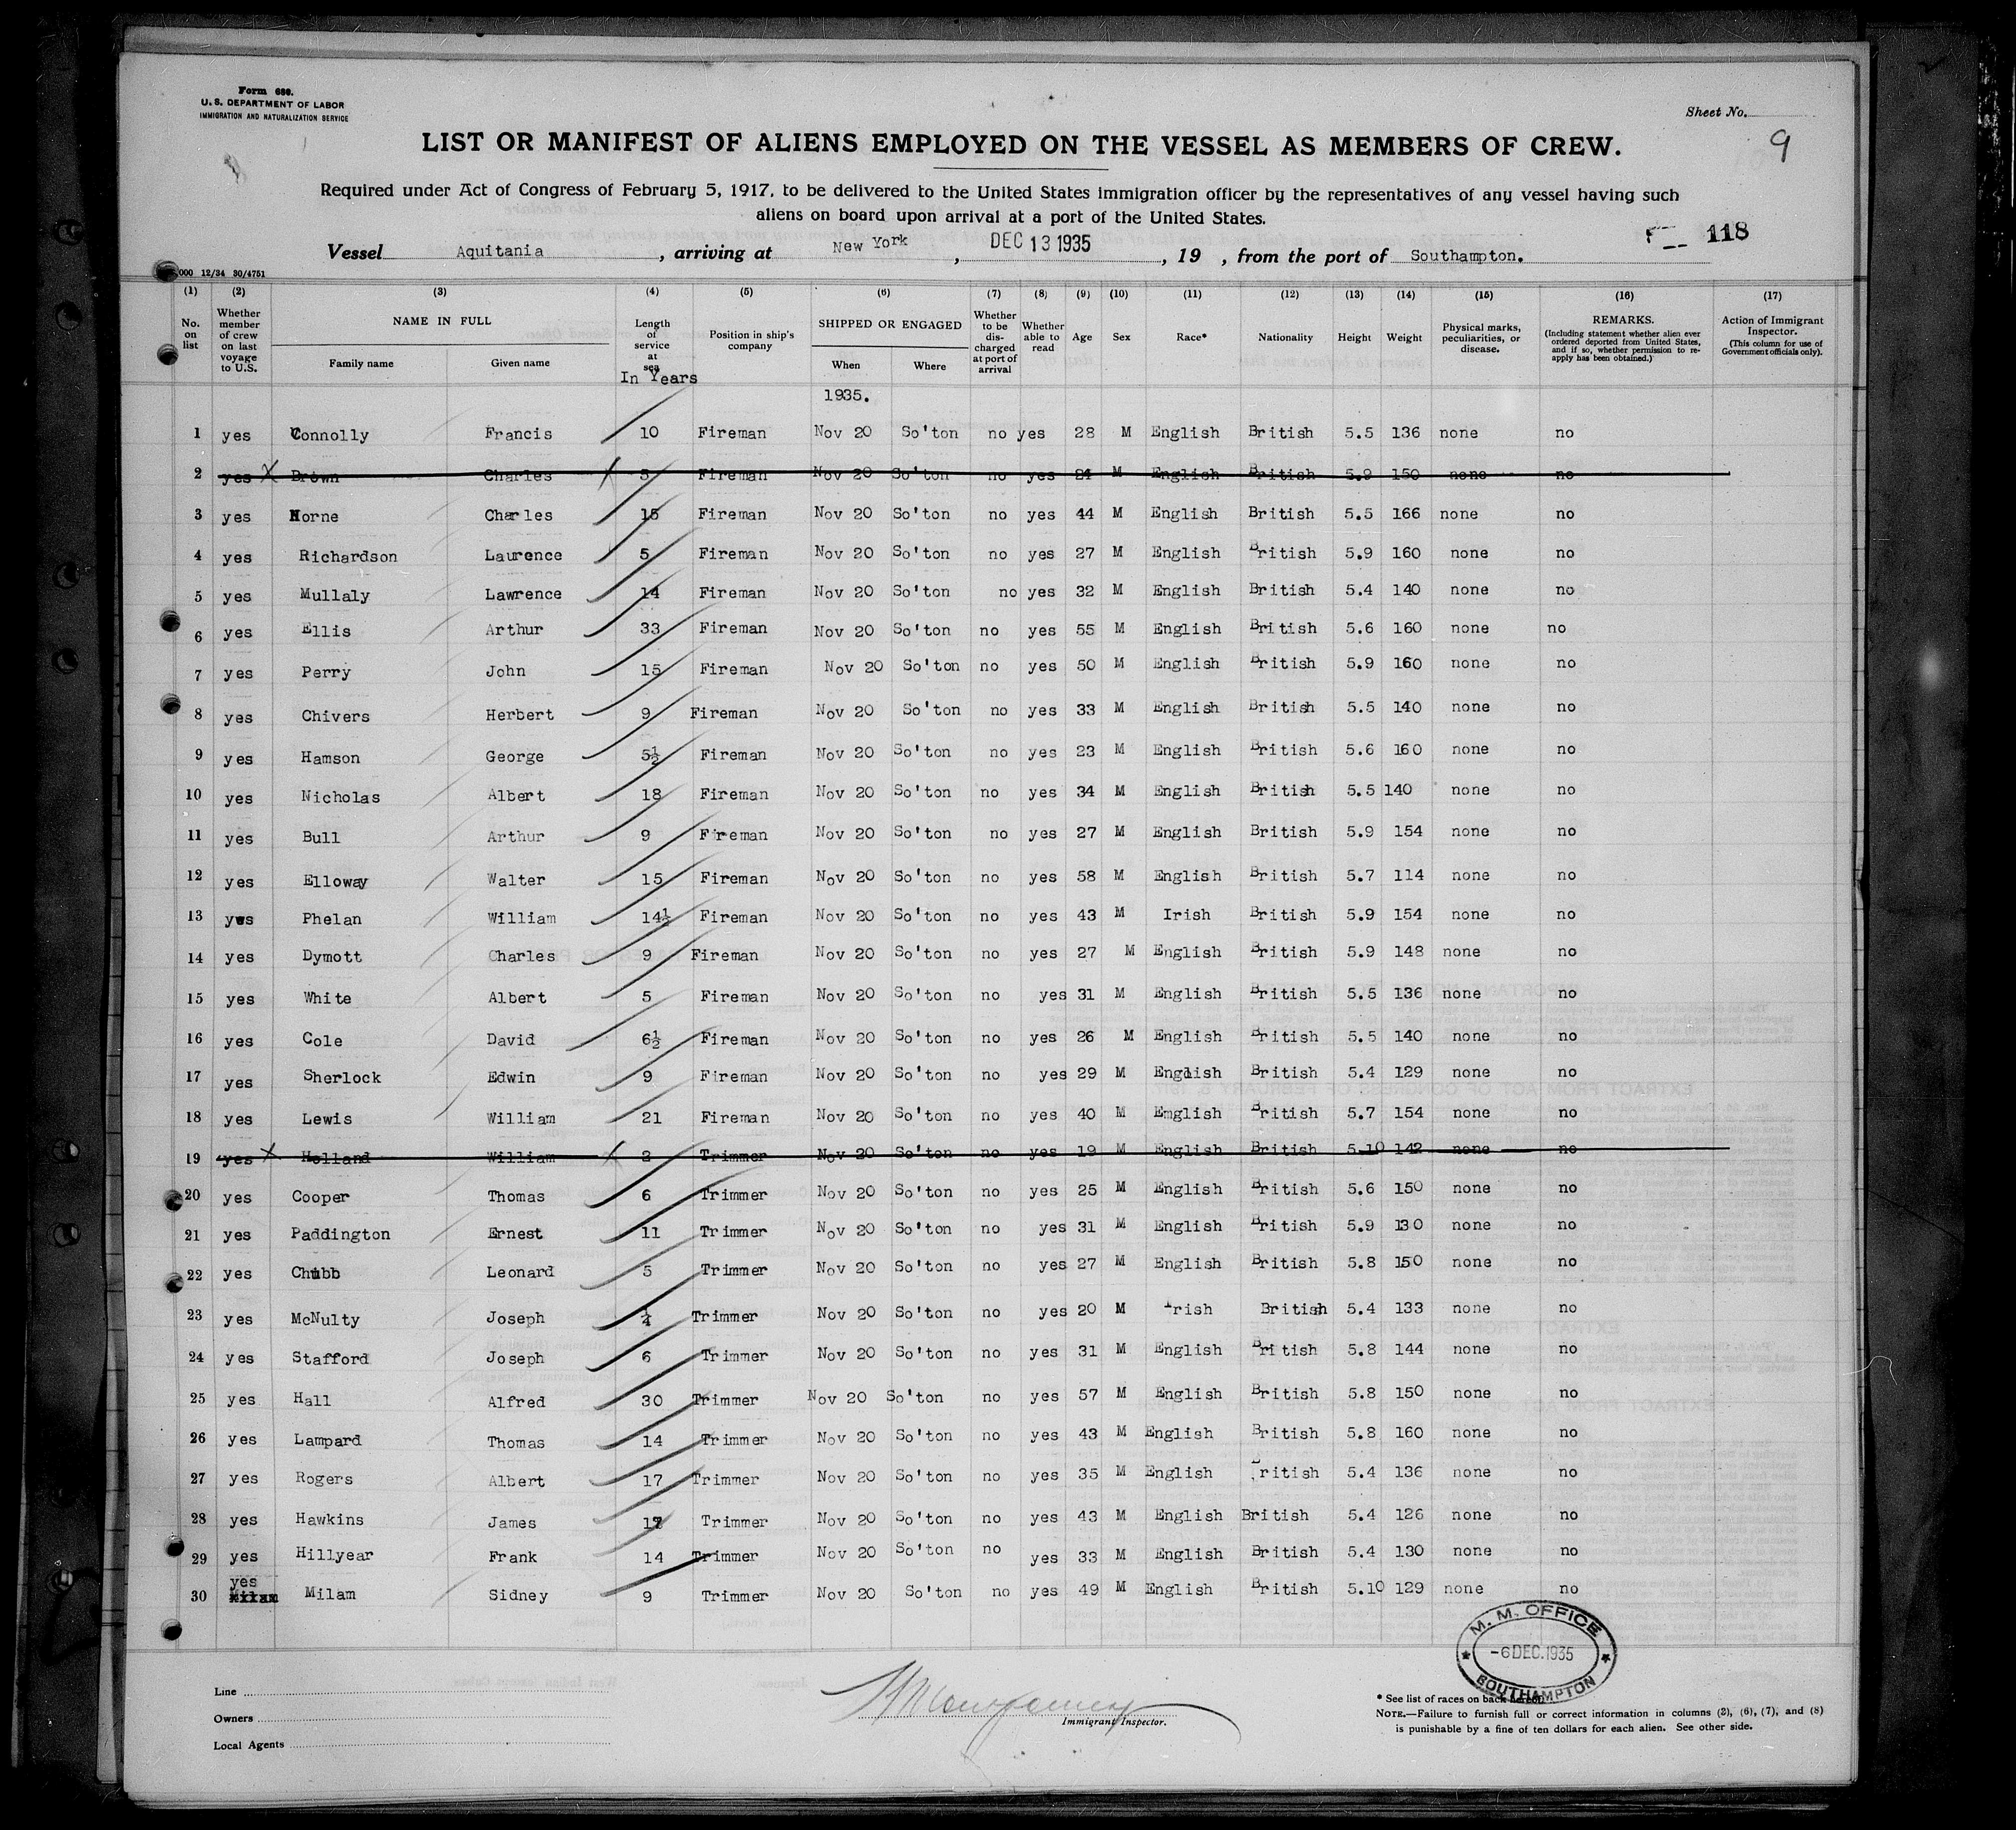 Form 680.
U. S. DEPARTMENT OF LABOR
IMMIGRATION AND NATURALIZATION SERVICE
Sheet No.
9
LIST OR MANIFEST OF ALIENS EMPLOYED ON THE VESSEL AS MEMBERS OF CREW.
Required under Act of Congress of February 5, 1917, to be delivered to the United States immigration officer by the representatives of any vessel having such
aliens on board upon arrival at a port of the United States.
118
Vessel Aquitania, arriving at New York, DEC 13 1935, 19 , from the port of Southampton.
000 12/34 30/4751
(1) (2) (3) (4) (5) (6) (7) (8) (9) (10) (11) (12) (13) (14) (15) (16) (17)
No. on list
Whether member of crew on last voyage to U.S.
NAME IN FULL
Family name
Given name
Length of service at sea
In Years
Position in ship's company
SHIPPED OR ENGAGED
When
Where
Whether to be discharged at port of arrival
Whether able to read
Age
Sex
Race*
Nationality
Height
Weight
Physical marks, peculiarities, or disease.
REMARKS.
(Including statement whether alien ever ordered deported from United States, and if so, whether permission to re-apply has been obtained.)
Action of Immigrant Inspector.
(This column for use of Government officials only).
1935.
1 yes Connolly Francis 10 Fireman Nov 20 So'ton no yes 28 M English British 5.5 136 none no
2 yes X Brown Charles 5 Fireman Nov 20 So'ton no yes 24 M English British 5.9 150 none no
3 yes Horne Charles 15 Fireman Nov 20 So'ton no yes 44 M English British 5.5 166 none no
4 yes Richardson Laurence 5 Fireman Nov 20 So'ton no yes 27 M English British 5.9 160 none no
5 yes Mullaly Lawrence 14 Fireman Nov 20 So'ton no yes 32 M English British 5.4 140 none no
6 yes Ellis Arthur 33 Fireman Nov 20 So'ton no yes 55 M English British 5.6 160 none no
7 yes Perry John 15 Fireman Nov 20 So'ton no yes 50 M English British 5.9 160 none no
8 yes Chivers Herbert 9 Fireman Nov 20 So'ton no yes 33 M English British 5.5 140 none no
9 yes Hamson George 5½ Fireman Nov 20 So'ton no yes 23 M English British 5.6 160 none no
10 yes Nicholas Albert 18 Fireman Nov 20 So'ton no yes 34 M English British 5.5 140 none no
11 yes Bull Arthur 9 Fireman Nov 20 So'ton no yes 27 M English British 5.9 154 none no
12 yes Elloway Walter 15 Fireman Nov 20 So'ton no yes 58 M English British 5.7 114 none no
13 yes Phelan William 14½ Fireman Nov 20 So'ton no yes 43 M Irish British 5.9 154 none no
14 yes Dymott Charles 9 Fireman Nov 20 So'ton no yes 27 M English British 5.9 148 none no
15 yes White Albert 5 Fireman Nov 20 So'ton no yes 31 M English British 5.5 136 none no
16 yes Cole David 6½ Fireman Nov 20 So'ton no yes 26 M English British 5.5 140 none no
17 yes Sherlock Edwin 9 Fireman Nov 20 So'ton no yes 29 M English British 5.4 129 none no
18 yes Lewis William 21 Fireman Nov 20 So'ton no yes 40 M Emglish British 5.7 154 none no
19 yes X Holland William 2 Trimmer Nov 20 So'ton no yes 19 M English British 5.10 142 none no
20 yes Cooper Thomas 6 Trimmer Nov 20 So'ton no yes 25 M English British 5.6 150 none no
21 yes Paddington Ernest 11 Trimmer Nov 20 So'ton no yes 31 M English British 5.9 130 none no
22 yes Chubb Leonard 5 Trimmer Nov 20 So'ton no yes 27 M English British 5.8 150 none no
23 yes McNulty Joseph ¼ Trimmer Nov 20 So'ton no yes 20 M Irish British 5.4 133 none no
24 yes Stafford Joseph 6 Trimmer Nov 20 So'ton no yes 31 M English British 5.8 144 none no
25 yes Hall Alfred 30 Trimmer Nov 20 So'ton no yes 57 M English British 5.8 150 none no
26 yes Lampard Thomas 14 Trimmer Nov 20 So'ton no yes 43 M English British 5.8 160 none no
27 yes Rogers Albert 17 Trimmer Nov 20 So'ton no yes 35 M English British 5.4 136 none no
28 yes Hawkins James 17 Trimmer Nov 20 So'ton no yes 43 M English British 5.4 126 none no
29 yes Hillyear Frank 14 Trimmer Nov 20 So'ton no yes 33 M English British 5.4 130 none no
30 yes Milam Milam Sidney 9 Trimmer Nov 20 So'ton no yes 49 M English British 5.10 129 none no
M. M. OFFICE
-6 DEC. 1935
SOUTHAMPTON
Line
Owners
Local Agents
Montgomery
Immigrant Inspector.
* See list of races on back hereof.
NOTE.—Failure to furnish full or correct information in columns (2), (6), (7), and (8)
is punishable by a fine of ten dollars for each alien. See other side.